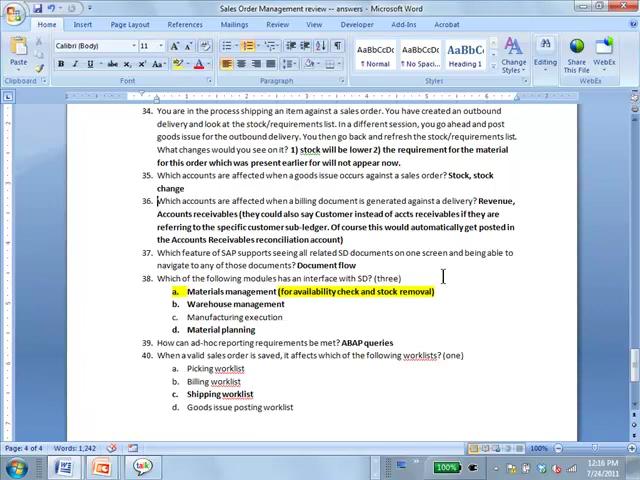 Sales Order Management review -- answers - Microsoft Word
Home Insert Page Layout References Mailings Review View Developer Add-Ins Acrobat
Calibri (Body) 11
AaBbCcDc AaBbCcDc AaBbC
¶ Normal ¶ No Spaci... Heading 1
Change Styles
Editing
Share This File
WebEx
Paste
Clipboard Font Paragraph Styles WebEx
34. You are in the process shipping an item against a sales order. You have created an outbound
delivery and look at the stock/requirements list. In a different session, you go ahead and post
goods issue for the outbound delivery. You then go back and refresh the stock/requirements list.
What changes would you see on it? 1) stock will be lower 2) the requirement for the material
for this order which was present earlier for will not appear now.
35. Which accounts are affected when a goods issue occurs against a sales order? Stock, stock
change
36. Which accounts are affected when a billing document is generated against a delivery? Revenue,
Accounts receivables (they could also say Customer instead of accts receivables if they are
referring to the specific customer sub-ledger. Of course this would automatically get posted in
the Accounts Receivables reconciliation account)
37. Which feature of SAP supports seeing all related SD documents on one screen and being able to
navigate to any of those documents? Document flow
38. Which of the following modules has an interface with SD? (three)
a. Materials management (for availability check and stock removal)
b. Warehouse management
c. Manufacturing execution
d. Material planning
39. How can ad-hoc reporting requirements be met? ABAP queries
40. When a valid sales order is saved, it affects which of the following worklists? (one)
a. Picking worklist
b. Billing worklist
c. Shipping worklist
d. Goods issue posting worklist
Page: 4 of 4 Words: 1,242 100%
talk
100%
12:16 PM
7/24/2011